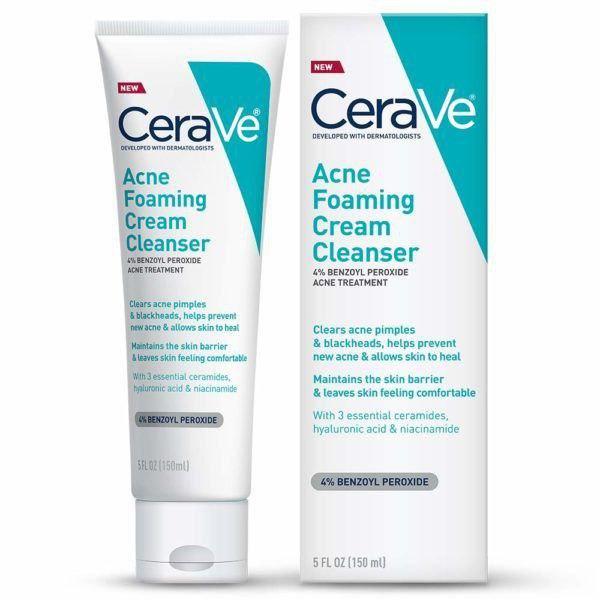 NEW
CeraVe®
DEVELOPED WITH DERMATOLOGISTS
Acne
Foaming
Cream
Cleanser
4% BENZOYL PEROXIDE
ACNE TREATMENT
Clears acne pimples
& blackheads, helps prevent
new acne & allows skin to heal
Maintains the skin barrier
& leaves skin feeling comfortable
With 3 essential ceramides,
hyaluronic acid & niacinamide
4% BENZOYL PEROXIDE
5 FL OZ (150ml)
NEW
CeraVe®
DEVELOPED WITH DERMATOLOGISTS
Acne
Foaming
Cream
Cleanser
4% BENZOYL PEROXIDE
ACNE TREATMENT
Clears acne pimples
& blackheads, helps prevent
new acne & allows skin to heal
Maintains the skin barrier
& leaves skin feeling comfortable
With 3 essential ceramides,
hyaluronic acid & niacinamide
4% BENZOYL PEROXIDE
5 FL OZ (150 ml)